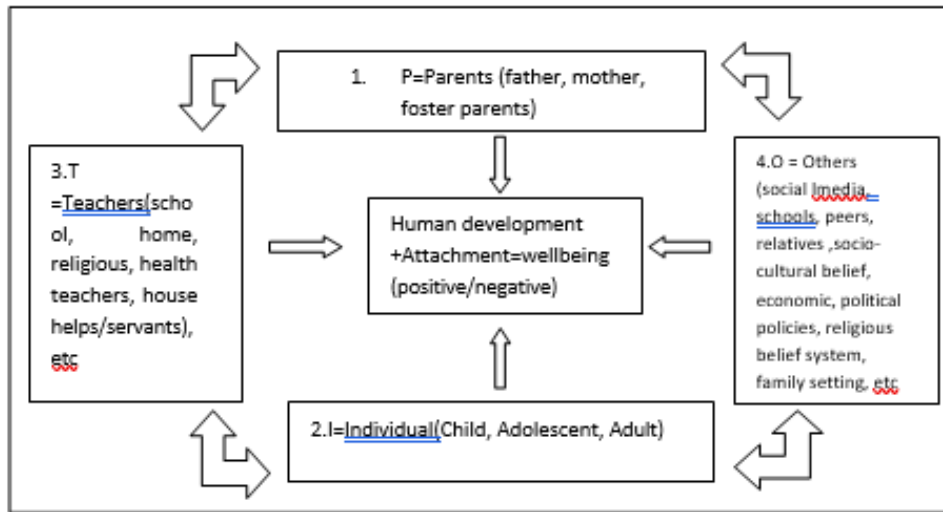 1. P=Parents (father, mother,
foster parents)
3.T
=Teachers(scho
ol, home,
religious, health
teachers, house
helps/servants),
etc
Human development
+Attachment=wellbeing
(positive/negative)
4.O = Others
(social lmedia,
schools, peers,
relatives ,socio-
cultural belief,
economic, political
policies, religious
belief system,
family setting, etc
2.I=Individual(Child, Adolescent, Adult)